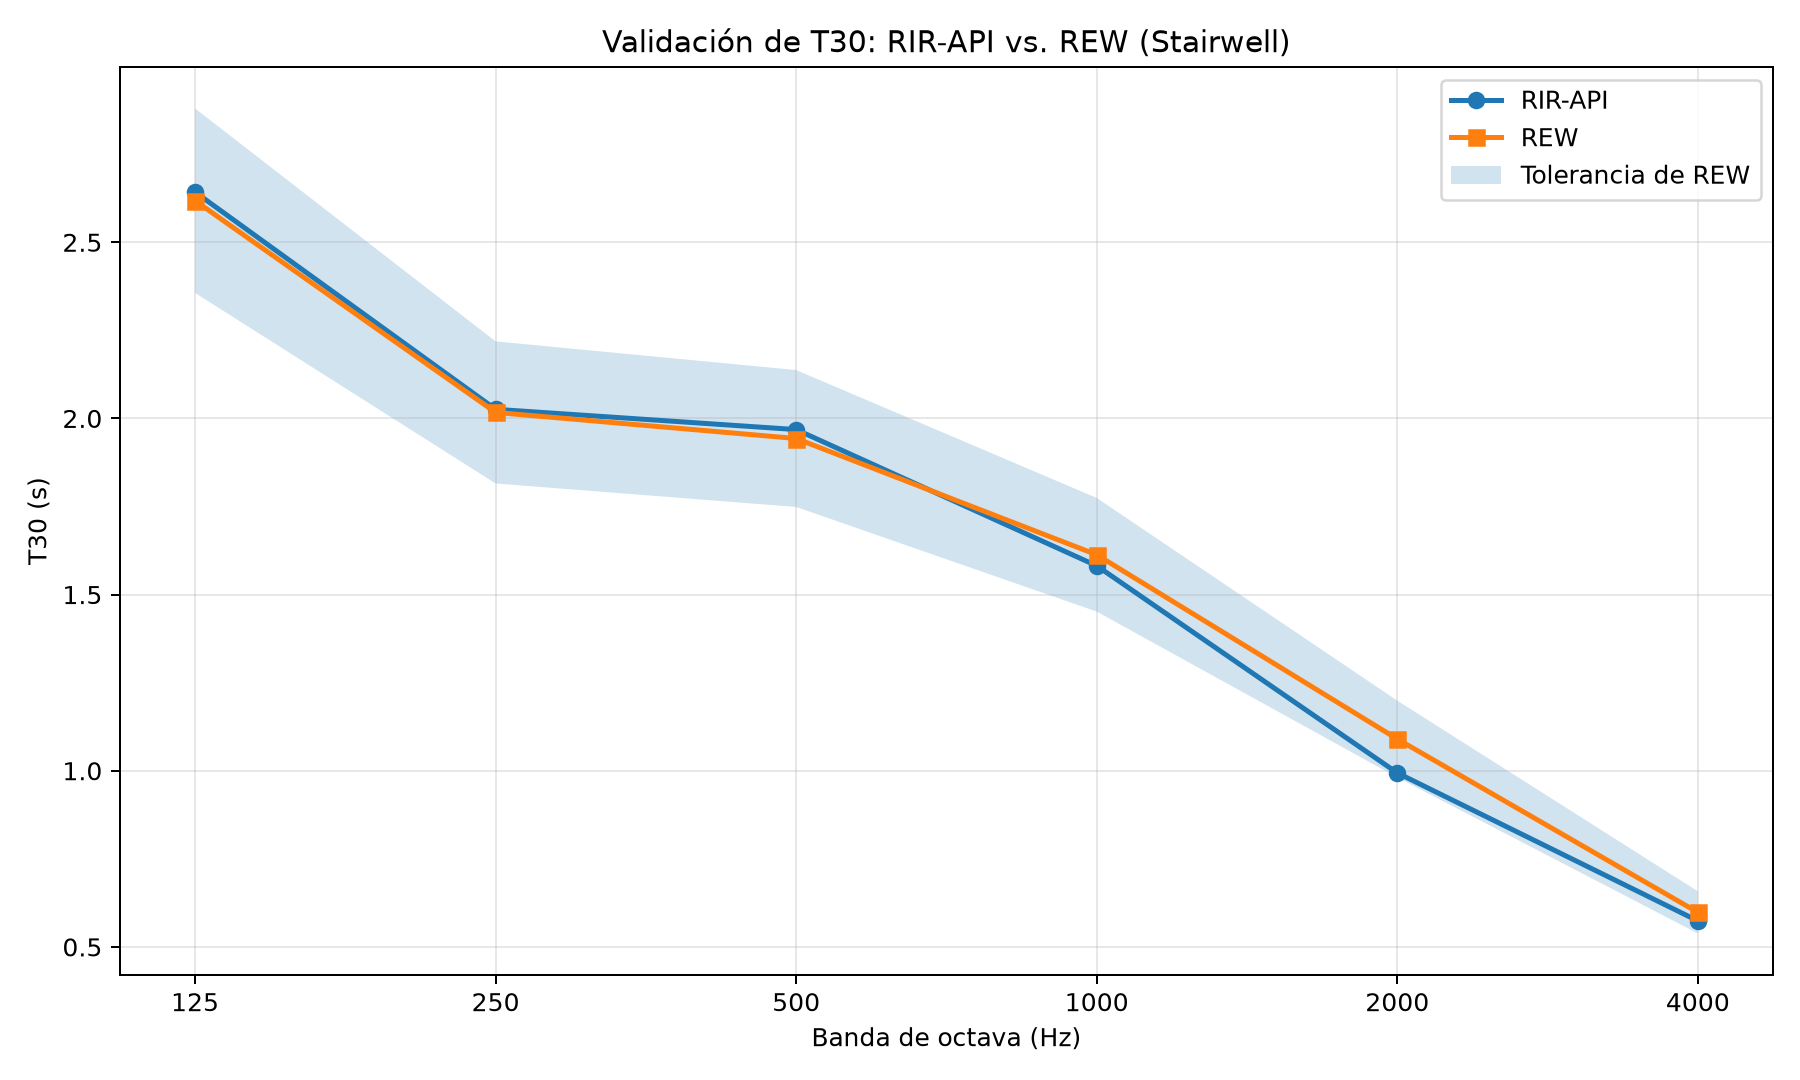 Validación de T30: RIR-API vs. REW (Stairwell)
RIR-API
REW
Tolerancia de REW
T30 (s)
2.5
2.0
1.5
1.0
0.5
125 250 500 1000 2000 4000
Banda de octava (Hz)